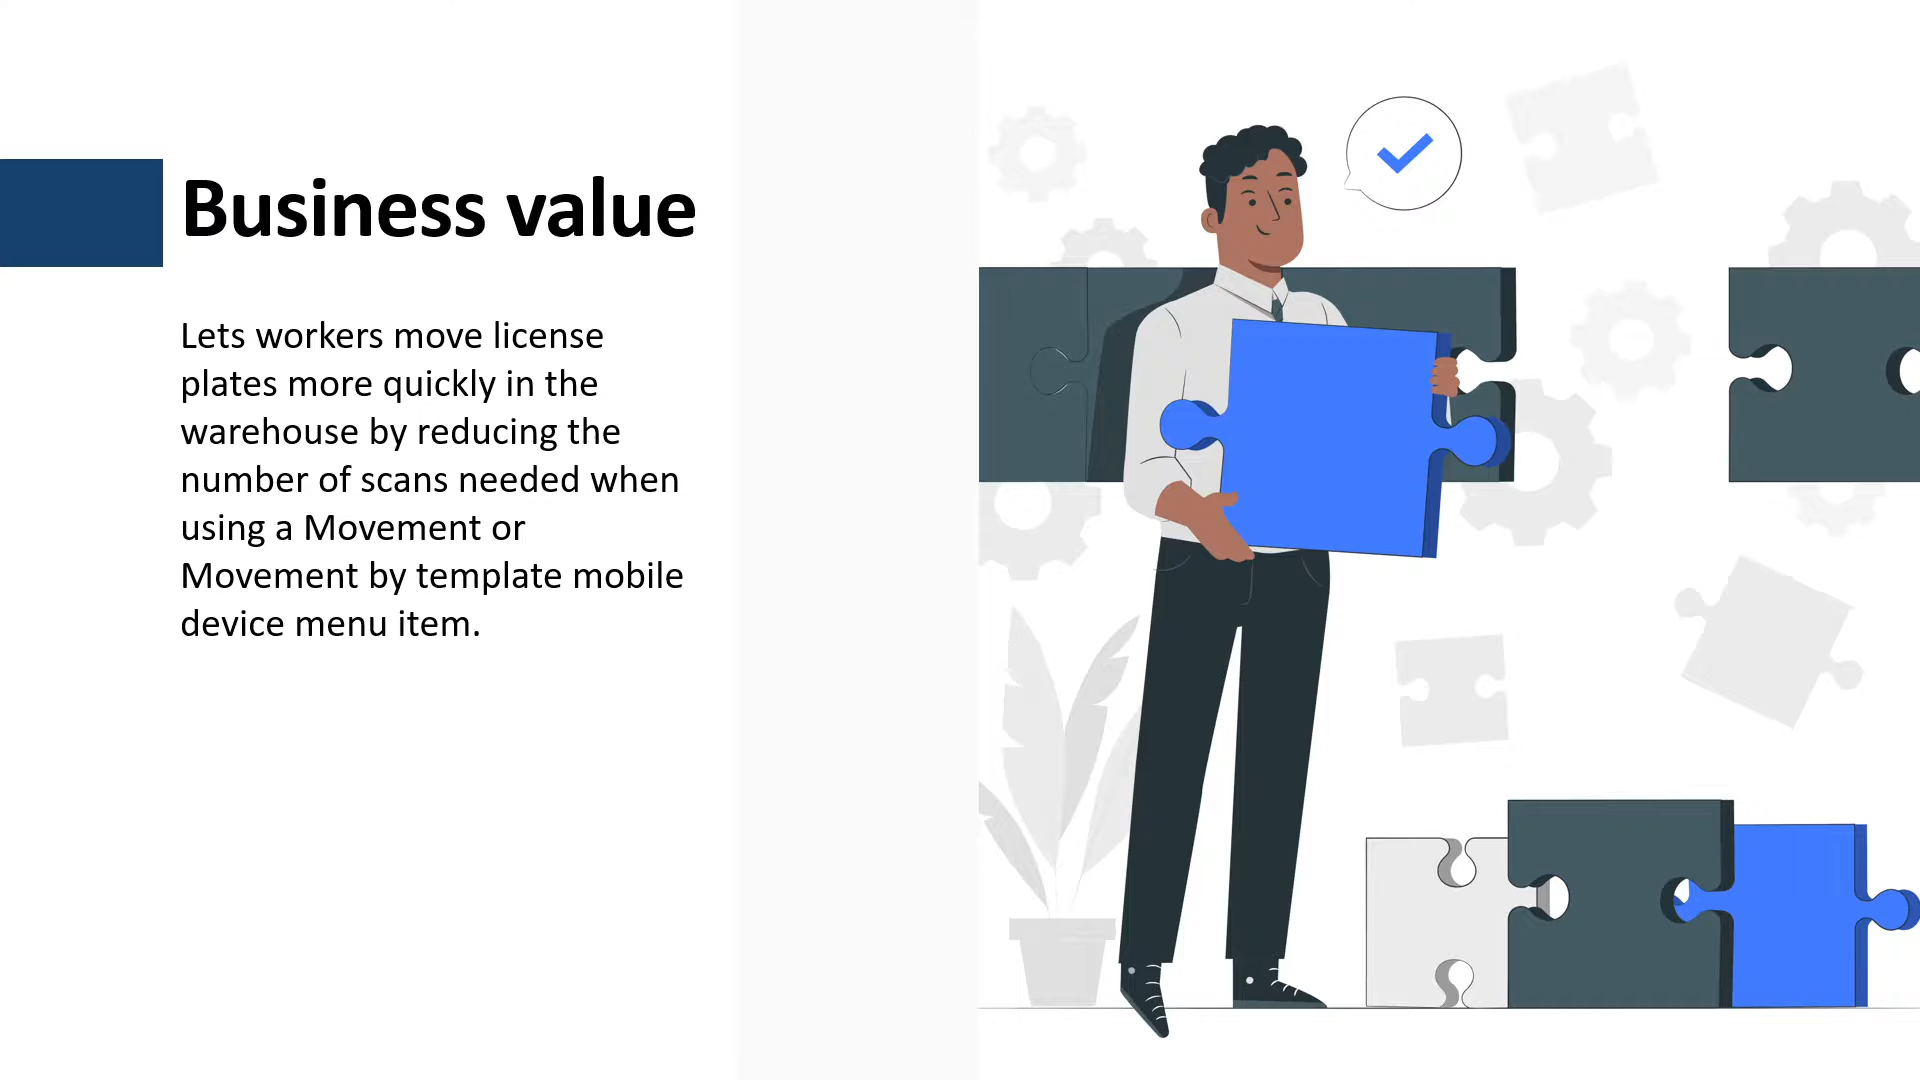 Business value
Lets workers move license
plates more quickly in the
warehouse by reducing the
number of scans needed when
using a Movement or
Movement by template mobile
device menu item.